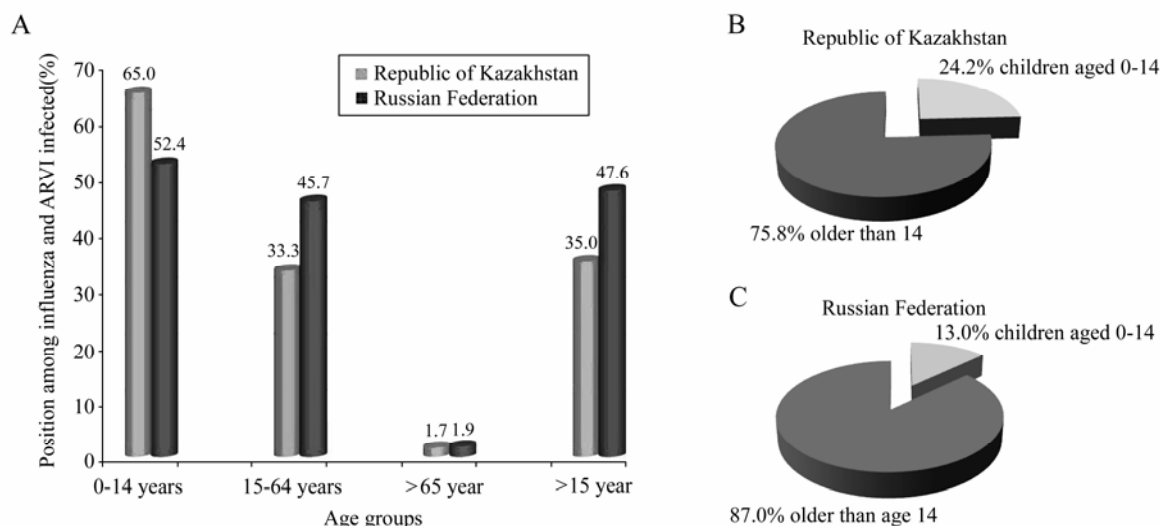 A
Position among influenza and ARVI infected(%)
70
60
50
40
30
20
10
0
Republic of Kazakhstan
Russian Federation
65.0
52.4
33.3
45.7
1.7
1.9
35.0
47.6
0-14 years
15-64 years
>65 year
>15 year
Age groups
B
Republic of Kazakhstan
24.2% children aged 0-14
75.8% older than 14
C
Russian Federation
13.0% children aged 0-14
87.0% older than age 14